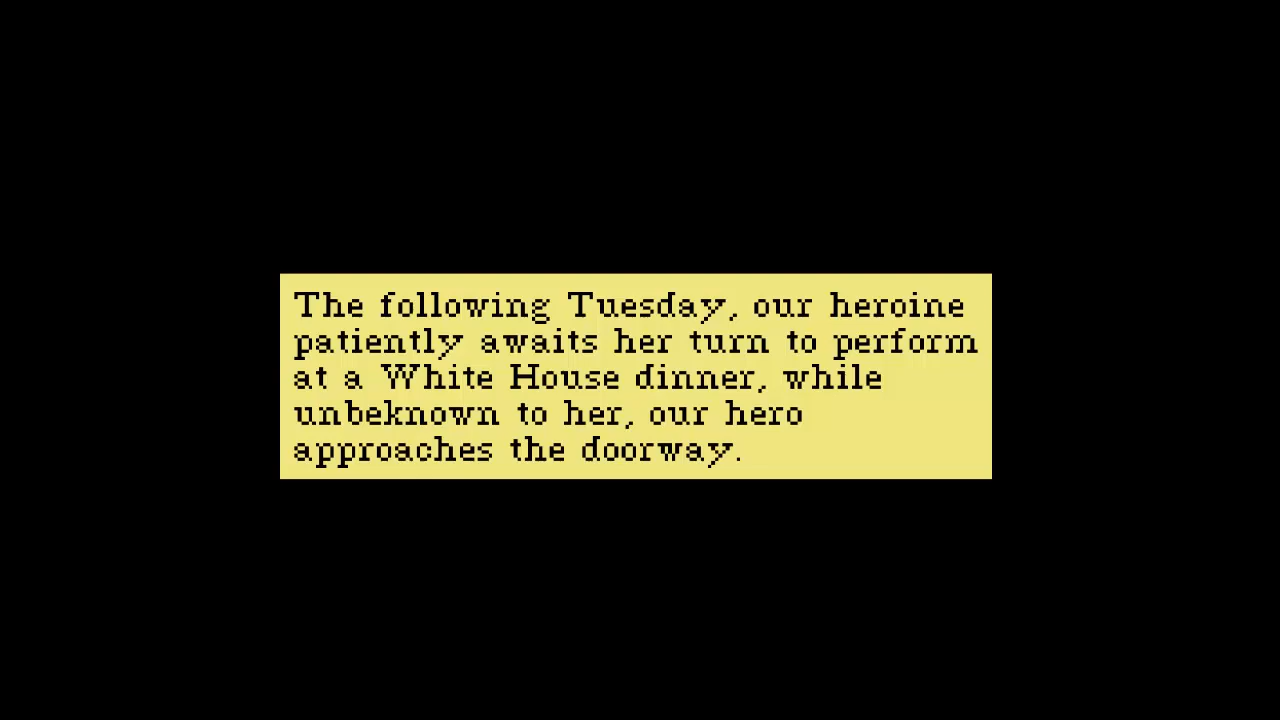 The following Tuesday, our heroine
patiently awaits her turn to perform
at a White House dinner, while
unbeknown to her, our hero
approaches the doorway.